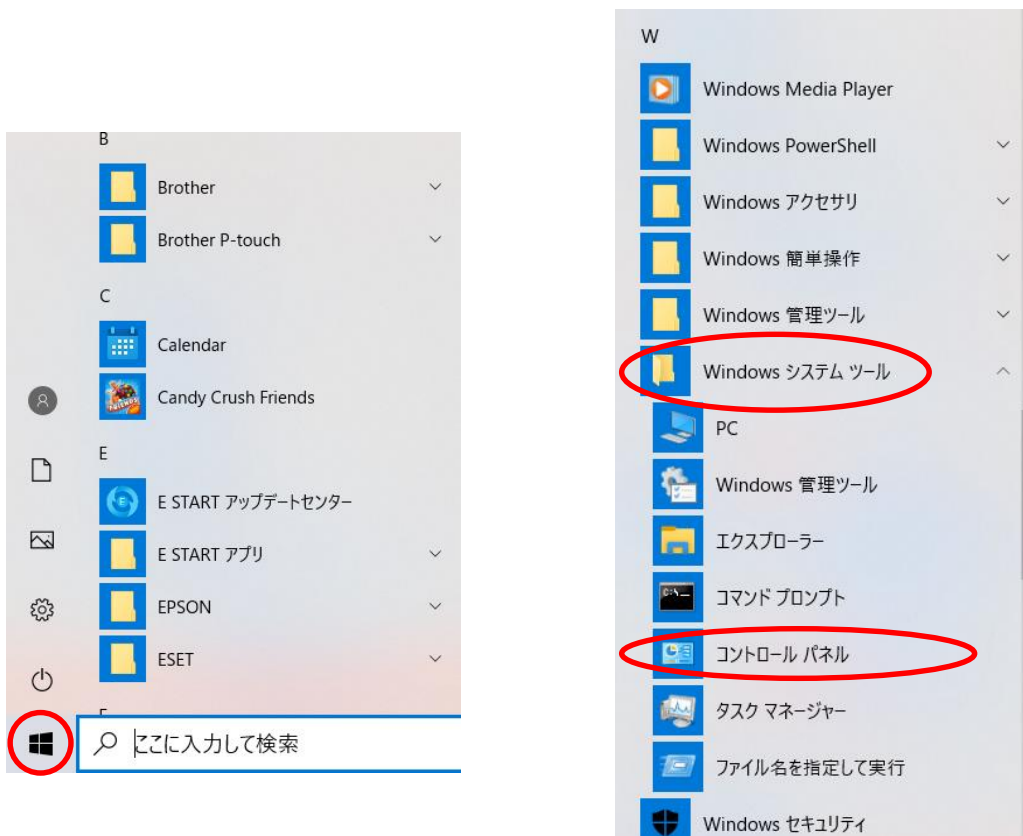 B
Brother
Brother P-touch
C
Calendar
Candy Crush Friends
E
E START アップデートセンター
E START アプリ
EPSON
ESET
ここに入力して検索
W
Windows Media Player
Windows PowerShell
Windows アクセサリ
Windows 簡単操作
Windows 管理ツール
Windows システム ツール
PC
Windows 管理ツール
エクスプローラー
コマンド プロンプト
コントロール パネル
タスク マネージャー
ファイル名を指定して実行
Windows セキュリティ